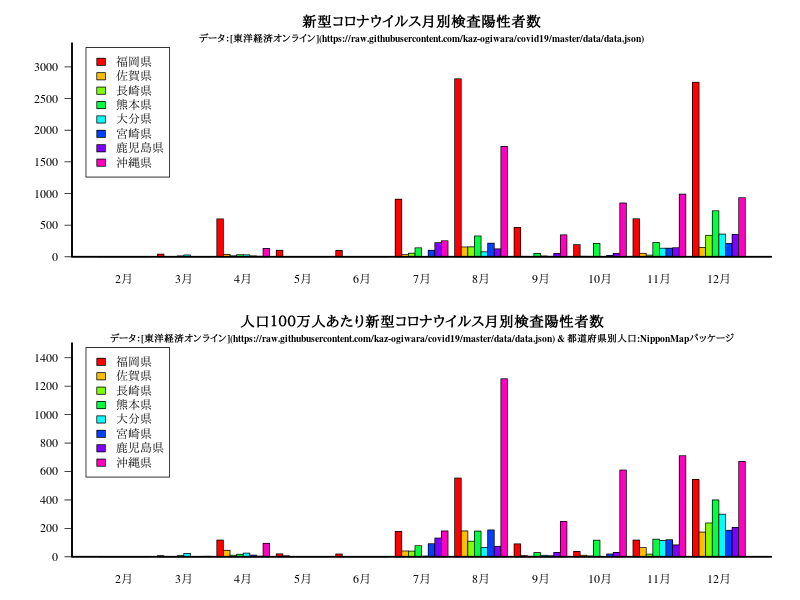 新型コロナウイルス月別検査陽性者数
データ:[東洋経済オンライン](https://raw.githubusercontent.com/kaz-ogiwara/covid19/master/data/data.json)
3000
2500
2000
1500
1000
500
0
福岡県
佐賀県
長崎県
熊本県
大分県
宮崎県
鹿児島県
沖縄県
2月 3月 4月 5月 6月 7月 8月 9月 10月 11月 12月
人口100万人あたり新型コロナウイルス月別検査陽性者数
データ:[東洋経済オンライン](https://raw.githubusercontent.com/kaz-ogiwara/covid19/master/data/data.json) & 都道府県別人口:NipponMapパッケージ
1400
1200
1000
800
600
400
200
0
福岡県
佐賀県
長崎県
熊本県
大分県
宮崎県
鹿児島県
沖縄県
2月 3月 4月 5月 6月 7月 8月 9月 10月 11月 12月